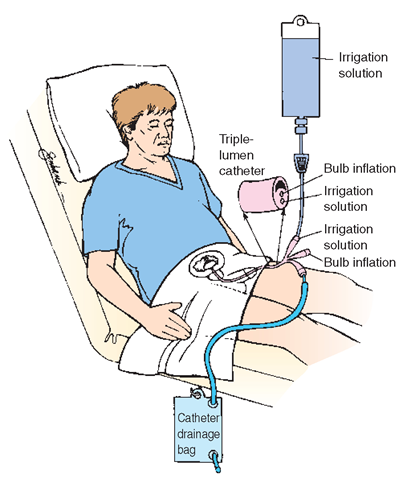 Irrigation
solution
Triple-
lumen
catheter
Bulb inflation
Irrigation
solution
Irrigation
solution
Bulb inflation
Catheter
drainage
bag